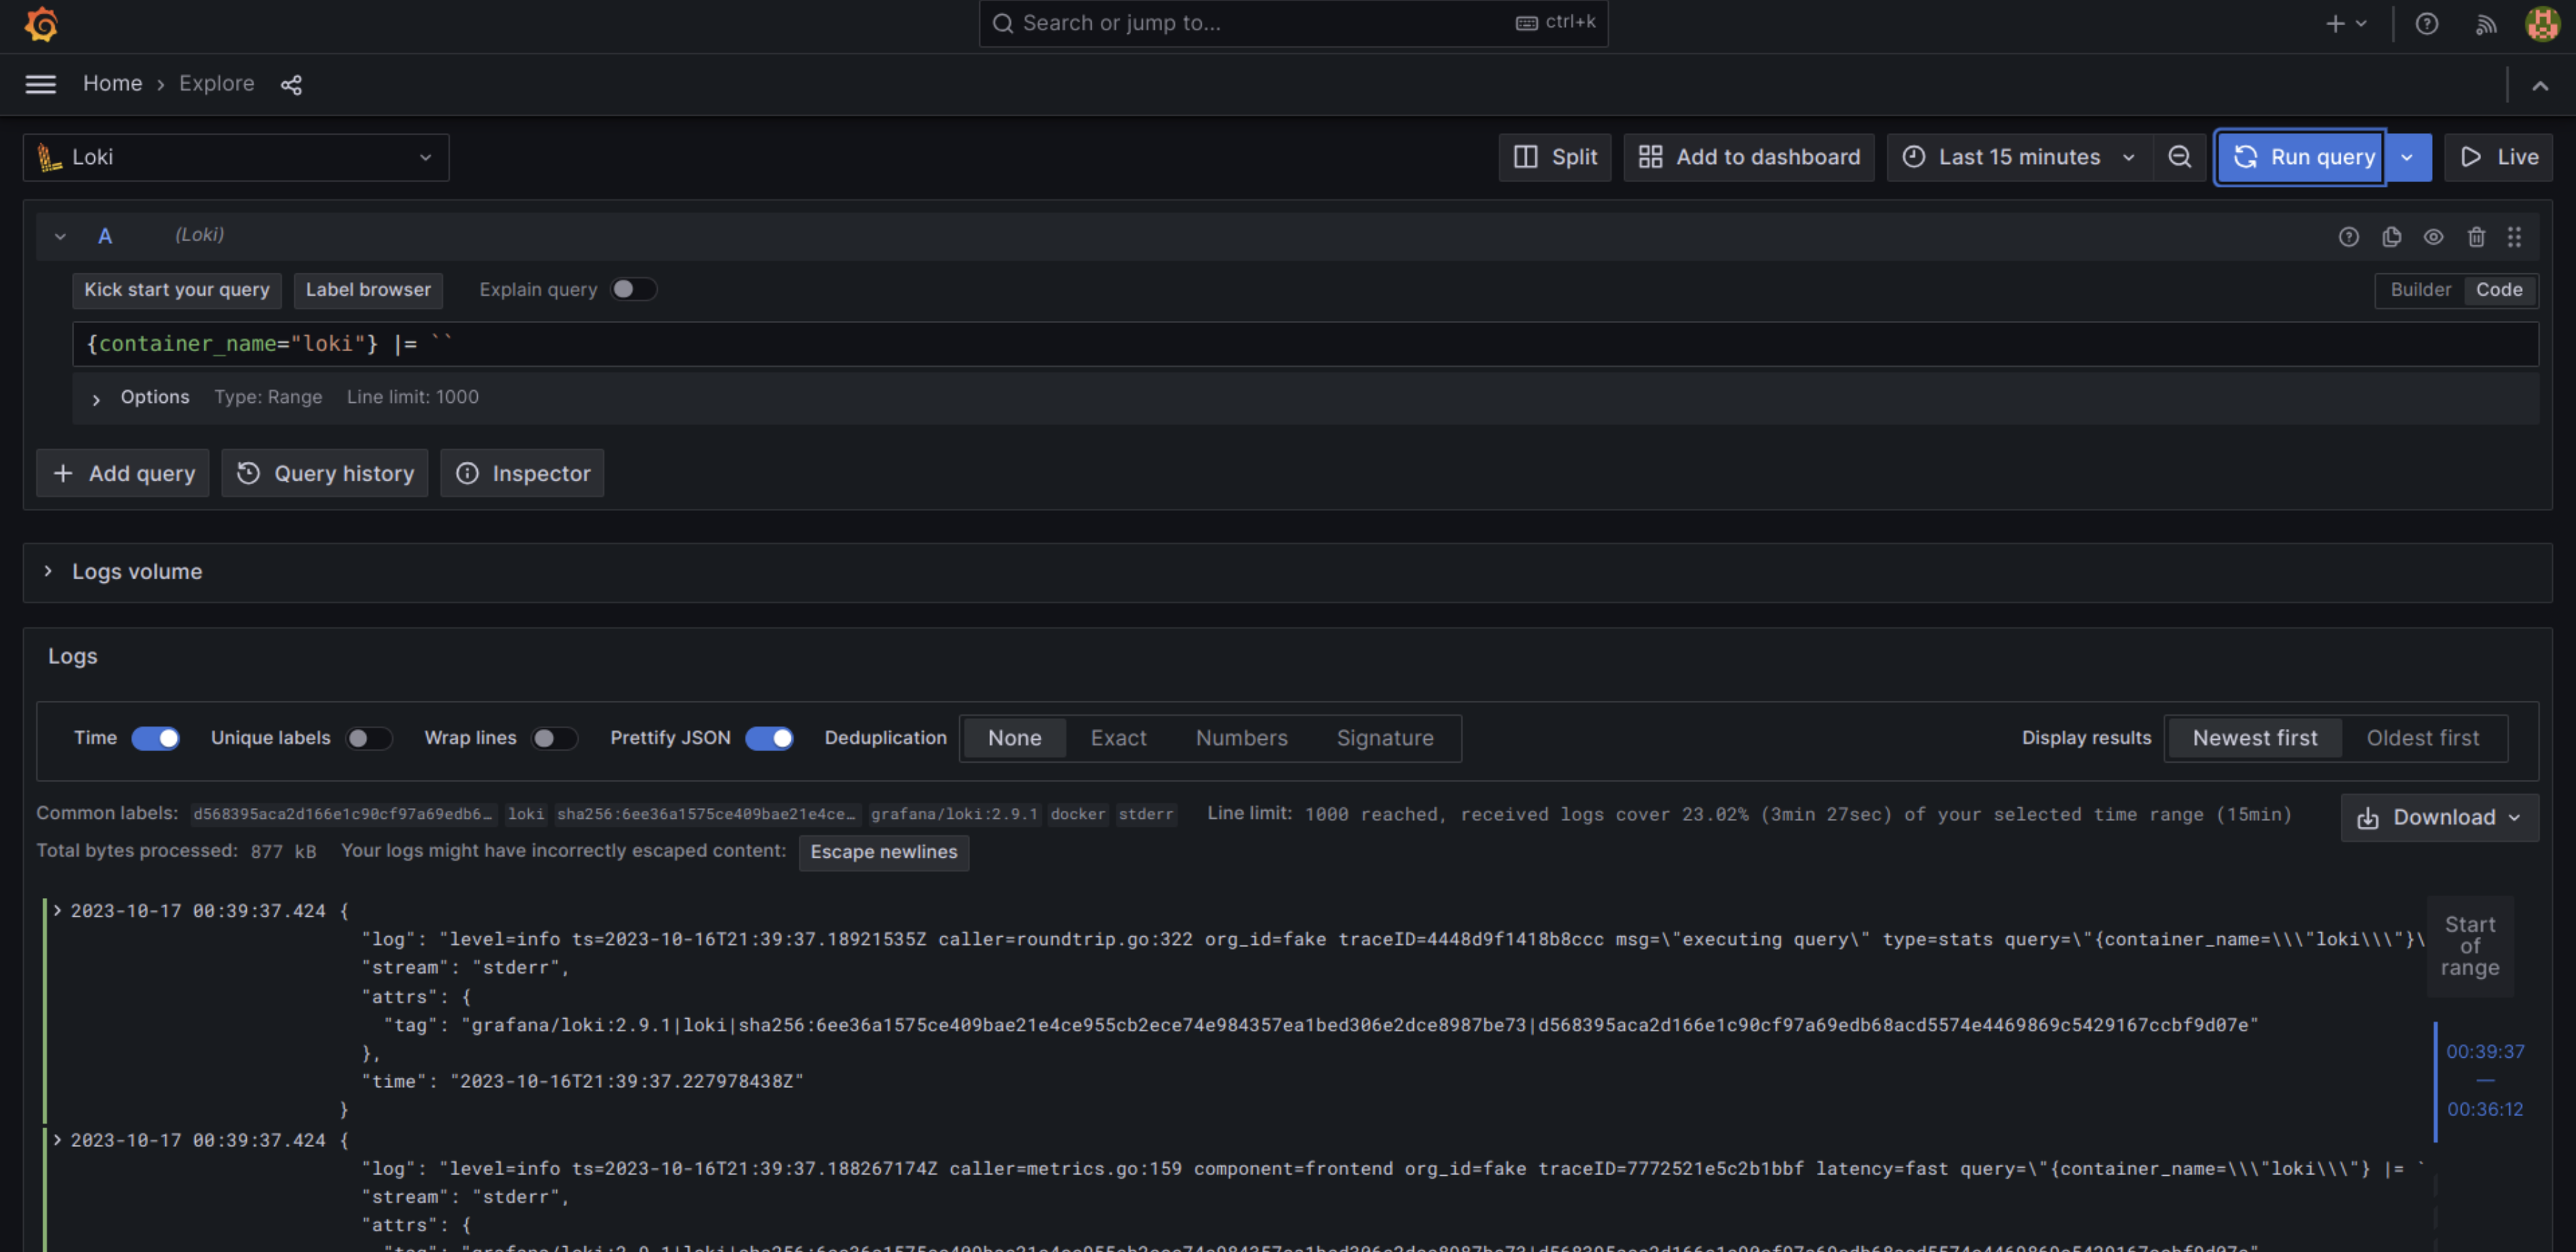 Search or jump to... ctrl+k
Home › Explore
Loki Split Add to dashboard Last 15 minutes Run query Live
A (Loki)
Kick start your query Label browser Explain query Builder Code
{container_name="loki"} |= ``
Options Type: Range Line limit: 1000
+ Add query Query history Inspector
Logs volume
Logs
Time Unique labels Wrap lines Prettify JSON Deduplication None Exact Numbers Signature Display results Newest first Oldest first
Common labels: d568395aca2d166e1c90cf97a69edb6… loki sha256:6ee36a1575ce409bae21e4ce… grafana/loki:2.9.1 docker stderr Line limit: 1000 reached, received logs cover 23.02% (3min 27sec) of your selected time range (15min) Download
Total bytes processed: 877 kB Your logs might have incorrectly escaped content: Escape newlines
2023-10-17 00:39:37.424 {
"log": "level=info ts=2023-10-16T21:39:37.18921535Z caller=roundtrip.go:322 org_id=fake traceID=4448d9f1418b8ccc msg=\"executing query\" type=stats query=\"{container_name=\\\"loki\\\"}\
"stream": "stderr",
"attrs": {
"tag": "grafana/loki:2.9.1|loki|sha256:6ee36a1575ce409bae21e4ce955cb2ece74e984357ea1bed306e2dce8987be73|d568395aca2d166e1c90cf97a69edb68acd5574e4469869c5429167ccbf9d07e"
},
"time": "2023-10-16T21:39:37.227978438Z"
}
2023-10-17 00:39:37.424 {
"log": "level=info ts=2023-10-16T21:39:37.188267174Z caller=metrics.go:159 component=frontend org_id=fake traceID=7772521e5c2b1bbf latency=fast query=\"{container_name=\\\"loki\\\"} |= `
"stream": "stderr",
"attrs": {
Start
of
range
00:39:37
—
00:36:12